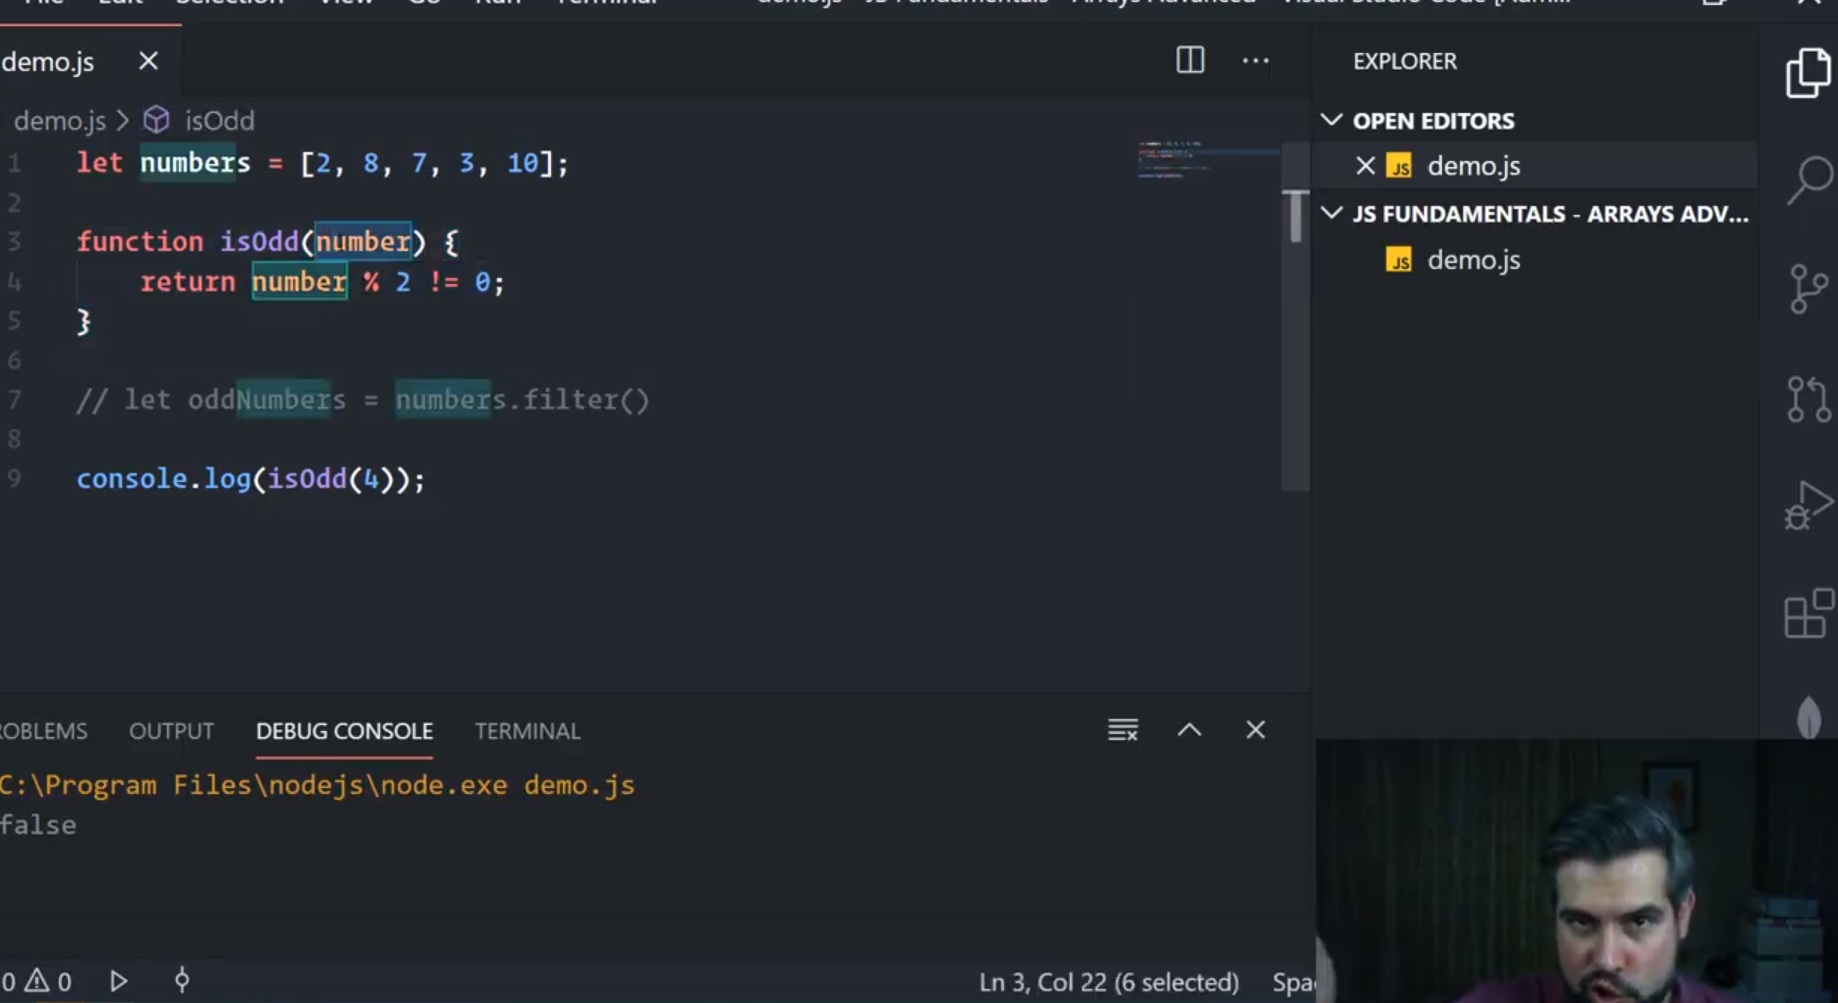 demo.js
EXPLORER
demo.js > isOdd
OPEN EDITORS
1 let numbers = [2, 8, 7, 3, 10];
demo.js
2
JS FUNDAMENTALS - ARRAYS ADV...
3 function isOdd(number) {
demo.js
4 return number % 2 != 0;
5 }
6
7 // let oddNumbers = numbers.filter()
8
9 console.log(isOdd(4));
OBLEMS OUTPUT DEBUG CONSOLE TERMINAL
C:\Program Files\nodejs\node.exe demo.js
false
0 0 Ln 3, Col 22 (6 selected) Spa